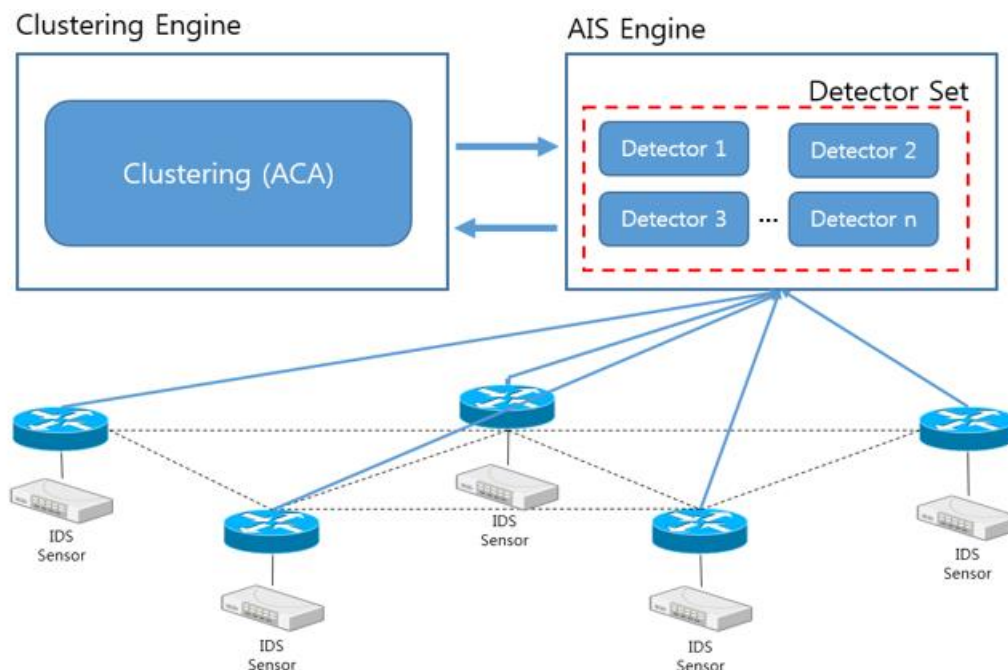 Clustering Engine
AIS Engine
Detector Set
Clustering (ACA)
Detector 1
Detector 2
Detector 3
...
Detector n
IDS
Sensor
IDS
Sensor
IDS
Sensor
IDS
Sensor
IDS
Sensor